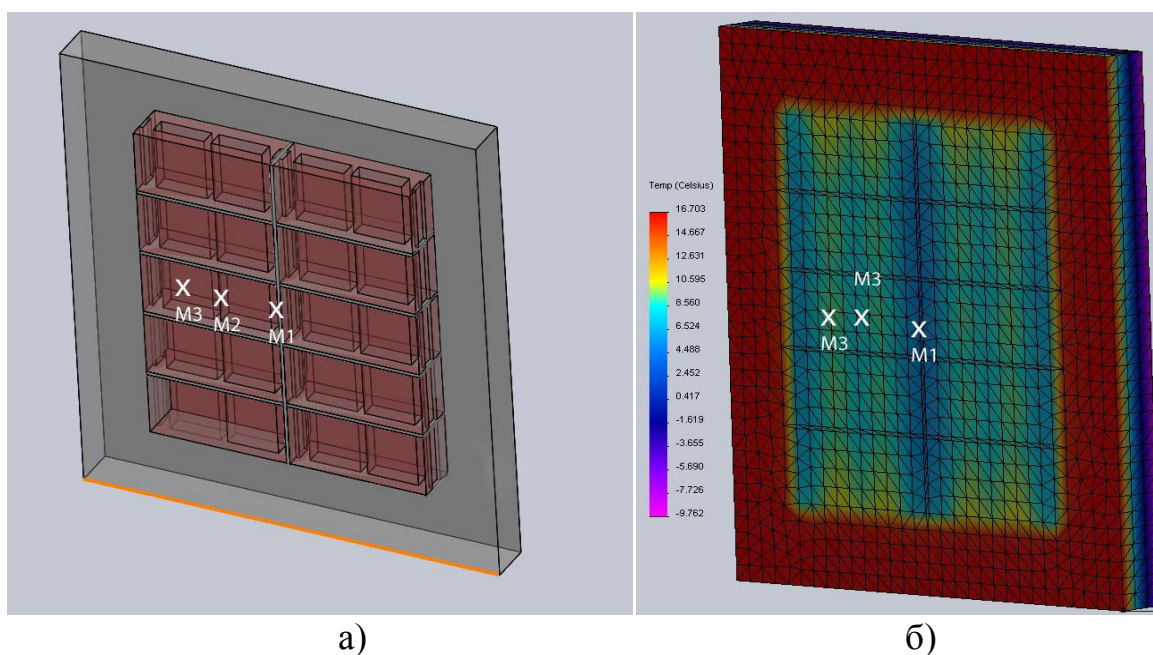 X
M3
X
M2
X
M1
Temp (Celsius)
16.703
14.667
12.631
10.595
8.560
6.524
4.488
2.452
0.417
-1.619
-3.655
-5.690
-7.726
-9.762
M3
X
M3
X
X
M1
а)
б)